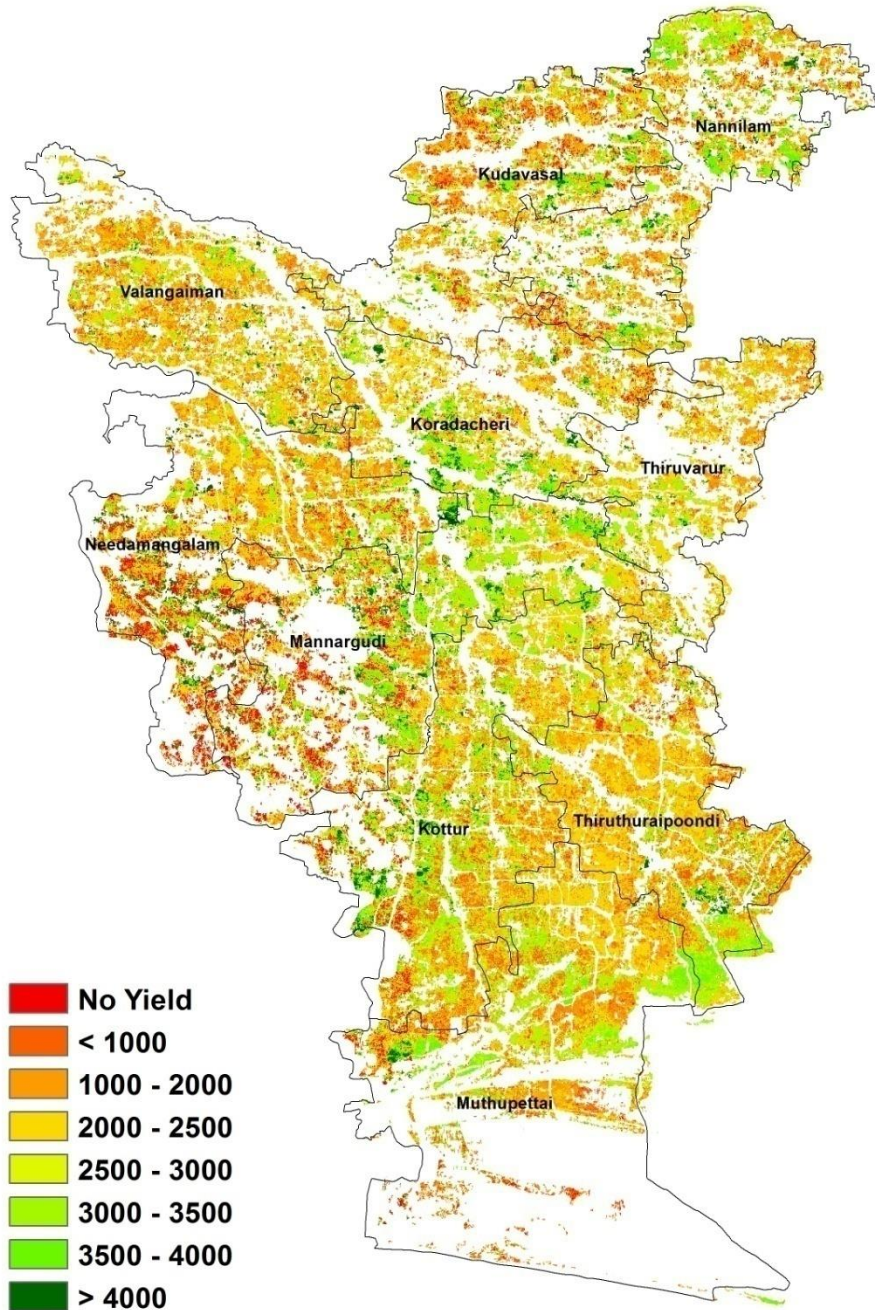 Nannilam
Kudavasal
Valangaiman
Koradacheri
Thiruvarur
Needamangalam
Mannargudi
Kottur
Thiruthuraipoondi
Muthupettai
No Yield
< 1000
1000 - 2000
2000 - 2500
2500 - 3000
3000 - 3500
3500 - 4000
> 4000